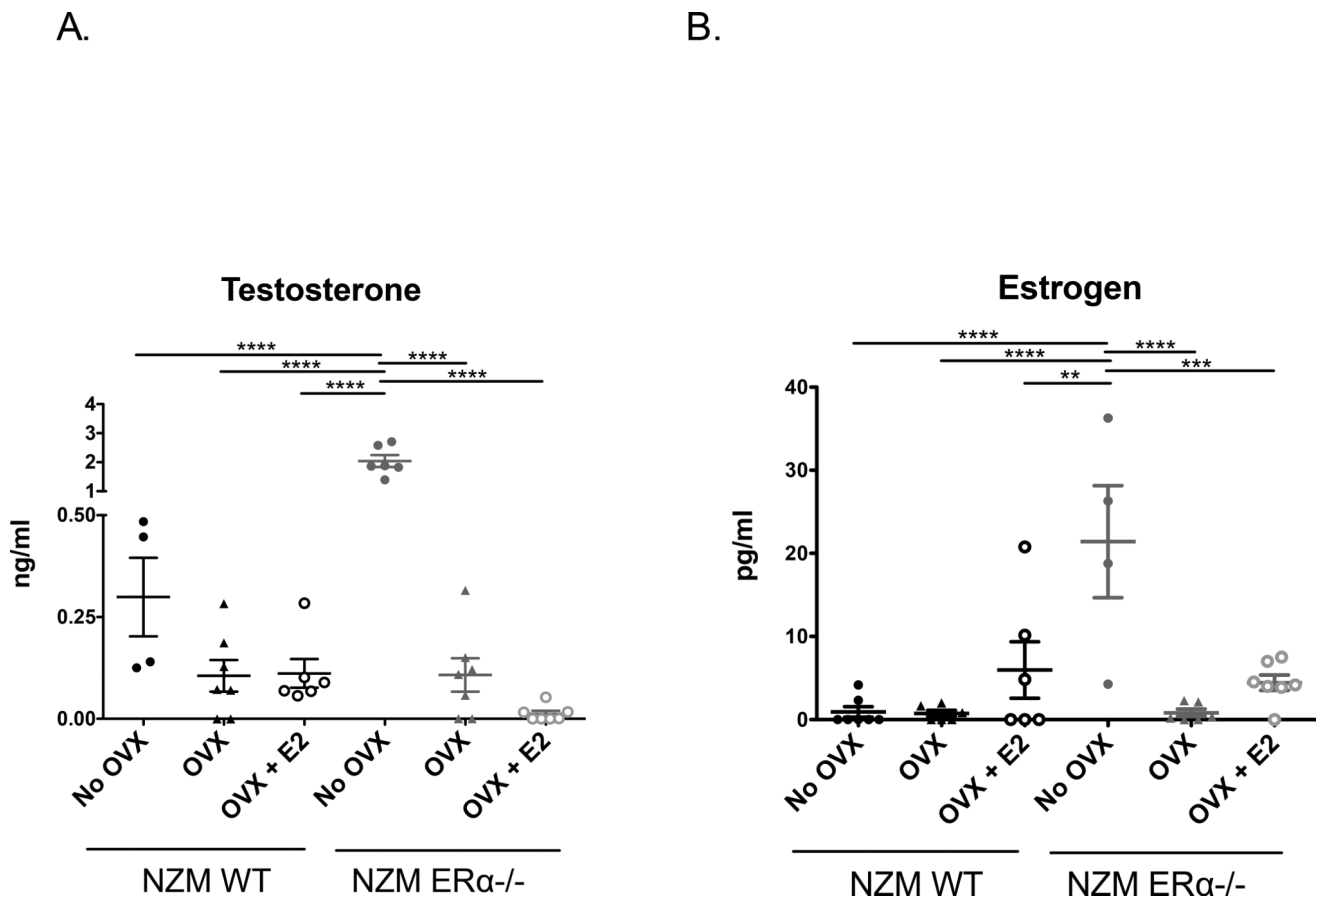 A.
B.
Testosterone
****
****
****
****
****
4
3
2
1
0.50
0.25
0.00
ng/ml
No OVX
OVX
OVX + E2
No OVX
OVX
OVX + E2
NZM WT
NZM ERα-/-
Estrogen
****
****
****
***
**
40
30
20
10
0
pg/ml
No OVX
OVX
OVX + E2
No OVX
OVX
OVX + E2
NZM WT
NZM ERα-/-